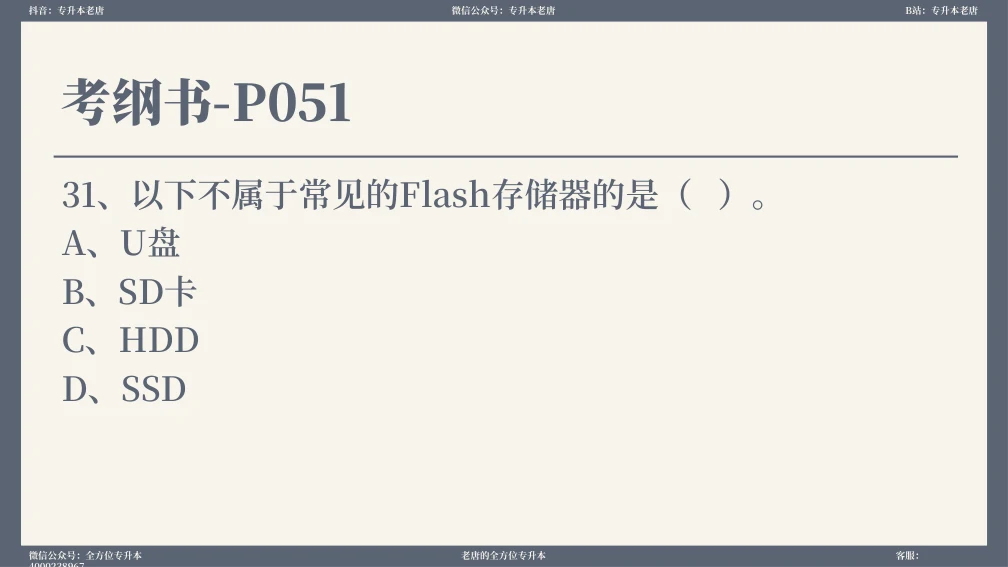 抖音：专升本老唐
微信公众号：专升本老唐
B站：专升本老唐
考纲书-P051
31、以下不属于常见的Flash存储器的是（ ）。
A、U盘
B、SD卡
C、HDD
D、SSD
微信公众号：全方位专升本
老唐的全方位专升本
客服：
4000238967